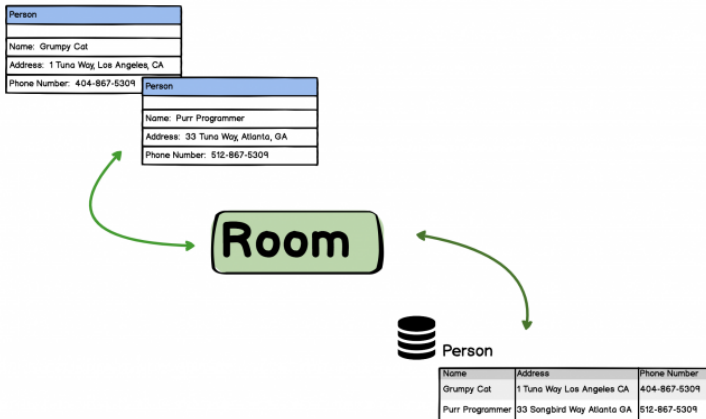 Person
Name: Grumpy Cat
Address: 1 Tuna Way, Los Angeles, CA
Phone Number: 404-867-5309
Person
Name: Purr Programmer
Address: 33 Tuna Way, Atlanta, GA
Phone Number: 512-867-5309
Room
Person
Name Address Phone Number
Grumpy Cat 1 Tuna Way Los Angeles CA 404-867-5309
Purr Programmer 33 Songbird Way Atlanta GA 512-867-5309